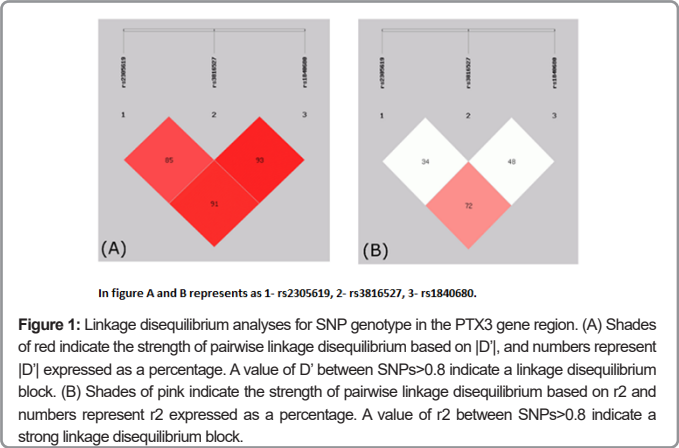 rs2305619
rs3816527
rs1840680
1
2
3
85
93
91
(A)
rs2305619
rs3816527
rs1840680
1
2
3
34
48
72
(B)
In figure A and B represents as 1- rs2305619, 2- rs3816527, 3- rs1840680.
Figure 1: Linkage disequilibrium analyses for SNP genotype in the PTX3 gene region. (A) Shades
of red indicate the strength of pairwise linkage disequilibrium based on |D’|, and numbers represent
|D’| expressed as a percentage. A value of D’ between SNPs>0.8 indicate a linkage disequilibrium
block. (B) Shades of pink indicate the strength of pairwise linkage disequilibrium based on r2 and
numbers represent r2 expressed as a percentage. A value of r2 between SNPs>0.8 indicate a
strong linkage disequilibrium block.